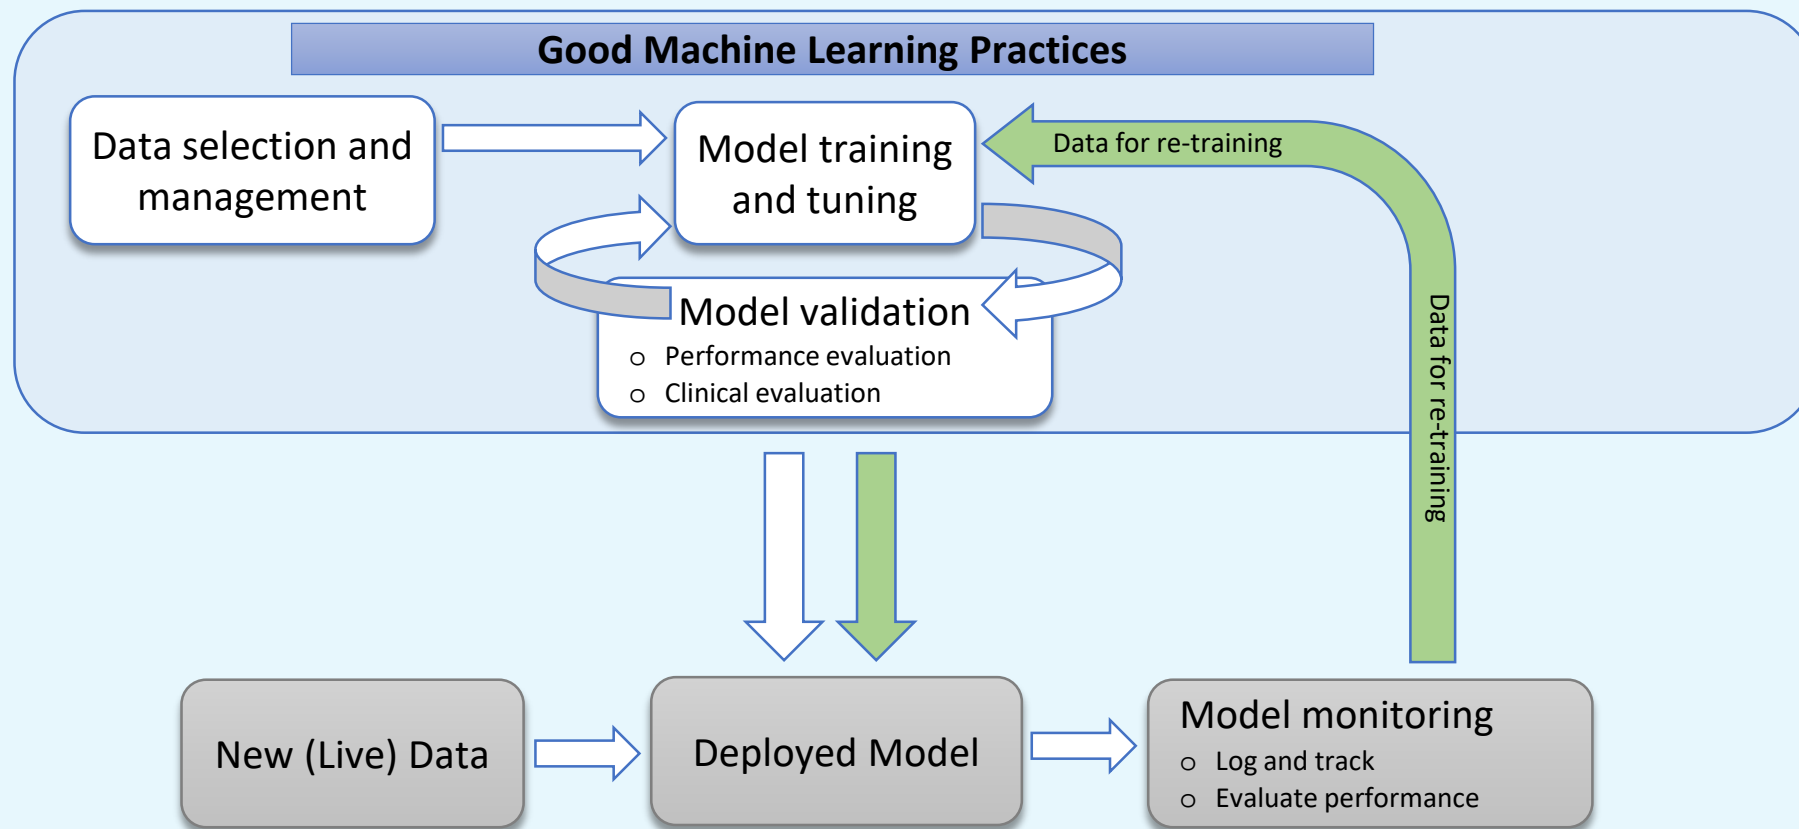 Good Machine Learning Practices
Data selection and
management
Model training
and tuning
Data for re-training
Model validation
o Performance evaluation
o Clinical evaluation
Data for re-training
New (Live) Data
Deployed Model
Model monitoring
o Log and track
o Evaluate performance